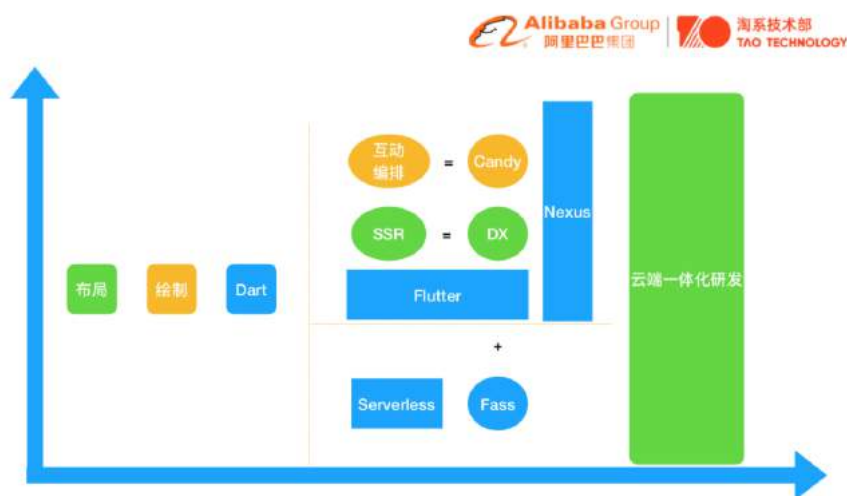 Alibaba Group
阿里巴巴集团
淘系技术部
TAO TECHNOLOGY
互动
编排
=
Candy
Nexus
SSR
=
DX
布局
绘制
Dart
Flutter
云端一体化研发
+
Serverless
Fass